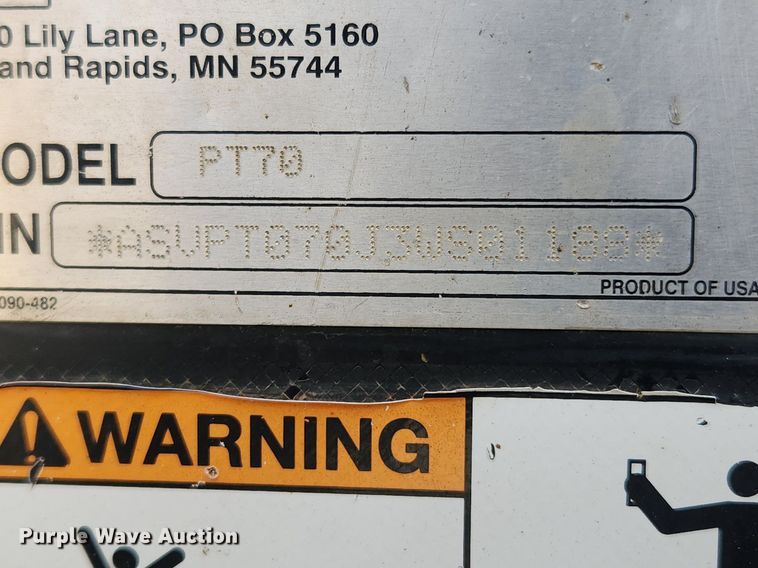 0 Lily Lane, PO Box 5160
and Rapids, MN 55744
ODEL PT70
IN *ASVPT070J3WS01188*
PRODUCT OF USA
090-482
WARNING
Purple Wave Auction